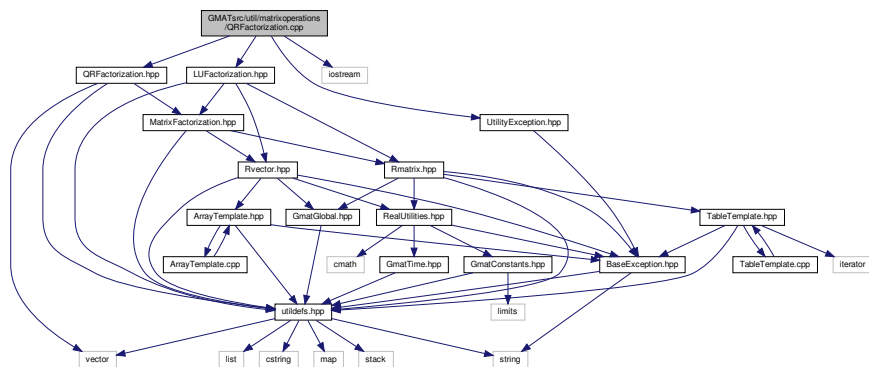 GMATsrc/util/matrixoperations
/QRFactorization.cpp
QRFactorization.hpp
LUFactorization.hpp
iostream
MatrixFactorization.hpp
UtilityException.hpp
Rvector.hpp
Rmatrix.hpp
ArrayTemplate.hpp
GmatGlobal.hpp
RealUtilities.hpp
TableTemplate.hpp
ArrayTemplate.cpp
cmath
GmatTime.hpp
GmatConstants.hpp
BaseException.hpp
TableTemplate.cpp
iterator
utildefs.hpp
limits
vector
list
cstring
map
stack
string